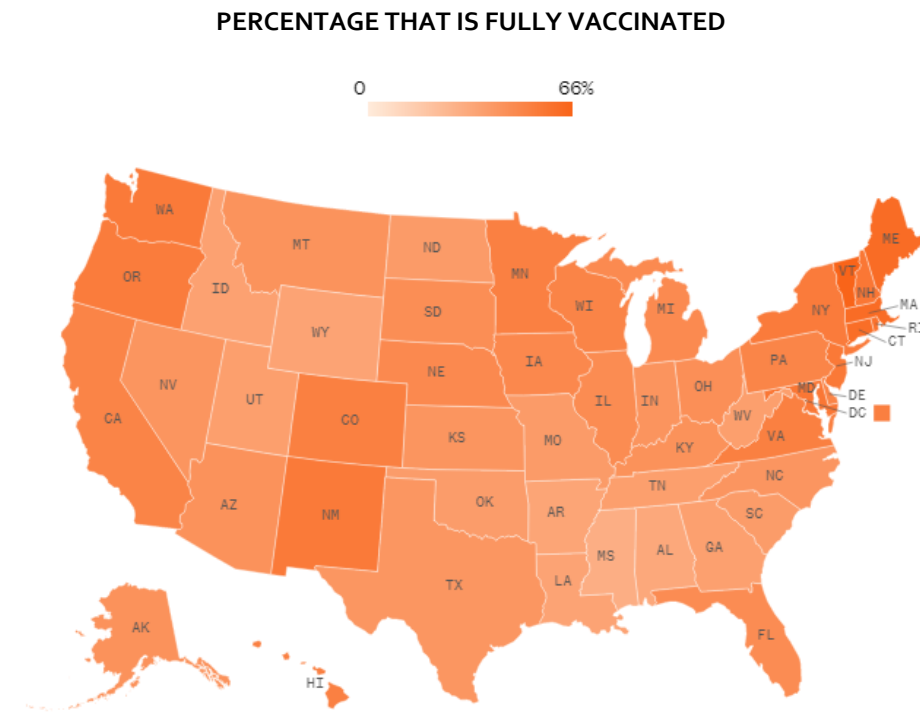 PERCENTAGE THAT IS FULLY VACCINATED
0 66%
WA
MT
ND
ME
OR
ID
MN
VT
NH
WY
SD
WI
MI
NY
MA
RI
CT
NV
UT
NE
IA
PA
NJ
CA
CO
IL
IN
OH
MD
DE
DC
WV
KS
MO
KY
VA
AZ
NM
OK
AR
TN
NC
SC
TX
LA
MS
AL
GA
AK
HI
FL